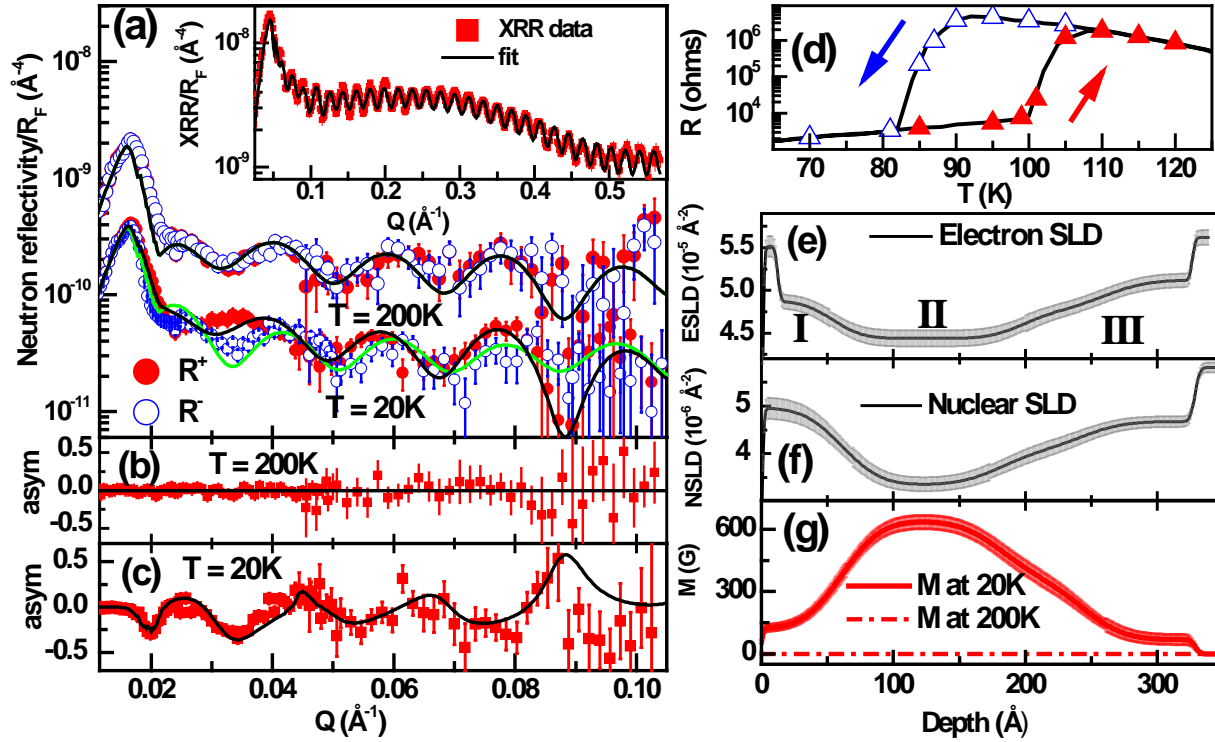 (a)
Neutron reflectivity/R_F (Å⁻⁴)
10⁻⁸
10⁻⁹
10⁻¹⁰
10⁻¹¹
XRR/R_F (Å⁻⁴)
10⁻⁸
10⁻⁹
XRR data
fit
0.1 0.2 0.3 0.4 0.5
Q (Å⁻¹)
T = 200K
T = 20K
R⁺
R⁻
(b)
T = 200K
asym
0.5
0.0
-0.5
(c)
T = 20K
asym
0.5
0.0
-0.5
0.02 0.04 0.06 0.08 0.10
Q (Å⁻¹)
(d)
R (ohms)
10⁶
10⁵
10⁴
70 80 90 100 110 120
T (K)
(e)
Electron SLD
ESLD (10⁻⁵ Å⁻²)
5.5
5.0
4.5
I
II
III
(f)
Nuclear SLD
NSLD (10⁻⁶ Å⁻²)
5
4
(g)
M (G)
600
300
0
M at 20K
M at 200K
0 100 200 300
Depth (Å)